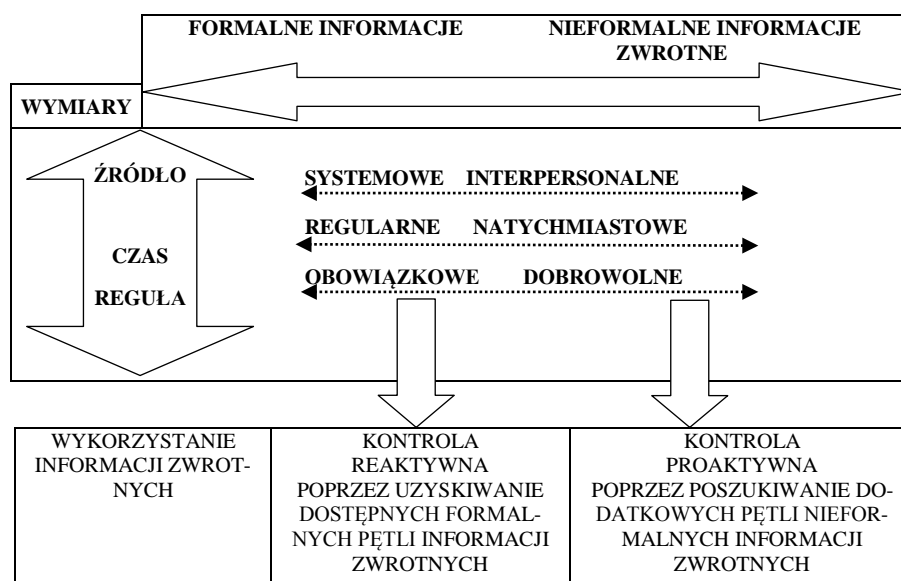 FORMALNE INFORMACJE NIEFORMALNE INFORMACJE
ZWROTNE
WYMIARY
ŹRÓDŁO
SYSTEMOWE INTERPERSONALNE
REGULARNE NATYCHMIASTOWE
CZAS
OBOWIĄZKOWE DOBROWOLNE
REGUŁA
WYKORZYSTANIE
INFORMACJI ZWROT-
NYCH
KONTROLA
REAKTYWNA
POPRZEZ UZYSKIWANIE
DOSTĘPNYCH FORMAL-
NYCH PĘTLI INFORMACJI
ZWROTNYCH
KONTROLA
PROAKTYWNA
POPRZEZ POSZUKIWANIE DO-
DATKOWYCH PĘTLI NIEFOR-
MALNYCH INFORMACJI
ZWROTNYCH